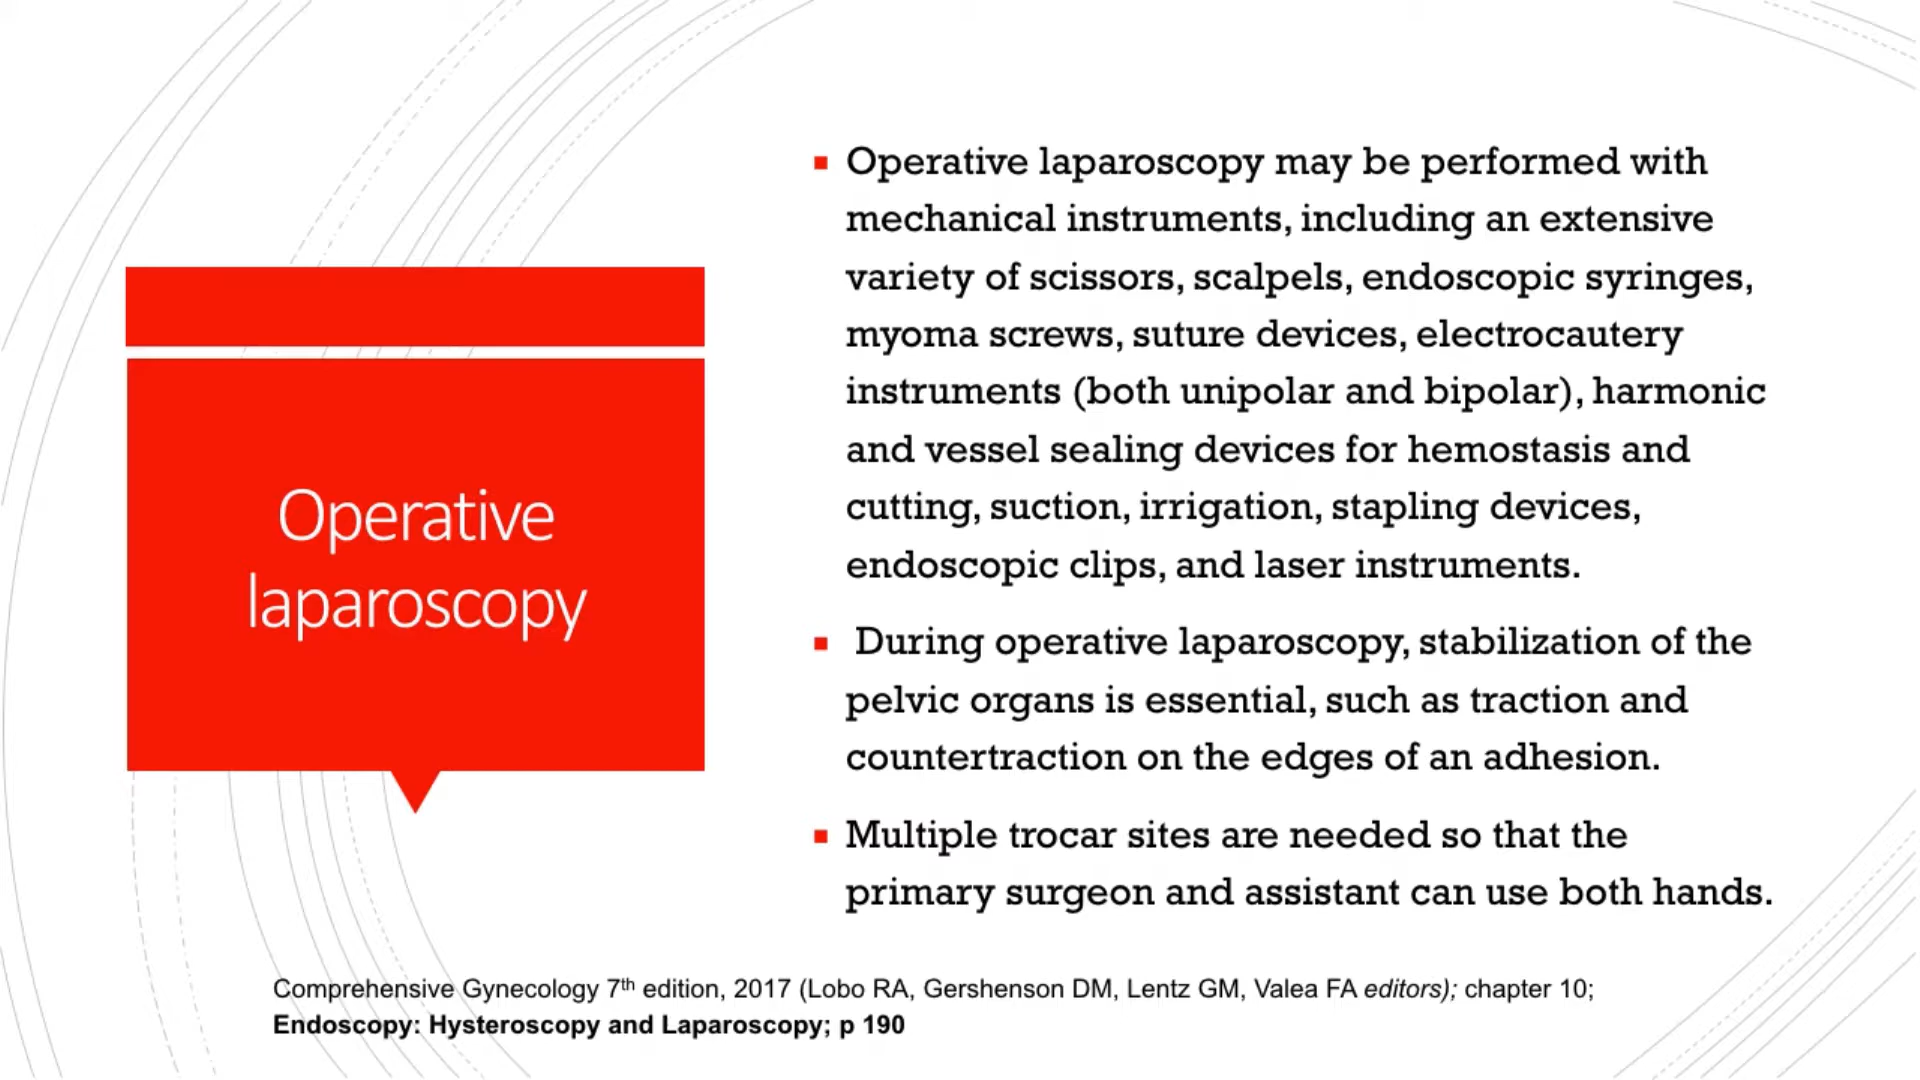 Operative
laparoscopy
Operative laparoscopy may be performed with
mechanical instruments, including an extensive
variety of scissors, scalpels, endoscopic syringes,
myoma screws, suture devices, electrocautery
instruments (both unipolar and bipolar), harmonic
and vessel sealing devices for hemostasis and
cutting, suction, irrigation, stapling devices,
endoscopic clips, and laser instruments.
During operative laparoscopy, stabilization of the
pelvic organs is essential, such as traction and
countertraction on the edges of an adhesion.
Multiple trocar sites are needed so that the
primary surgeon and assistant can use both hands.
Comprehensive Gynecology 7th edition, 2017 (Lobo RA, Gershenson DM, Lentz GM, Valea FA editors); chapter 10;
Endoscopy: Hysteroscopy and Laparoscopy; p 190